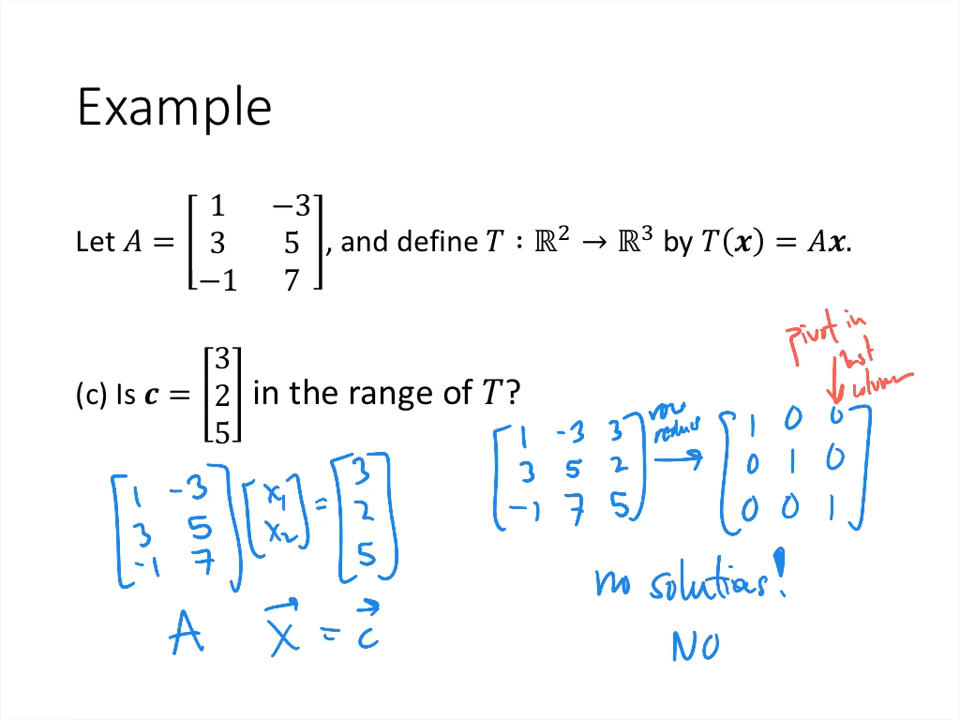 Example
Let A = [1 −3; 3 5; −1 7], and define T : ℝ² → ℝ³ by T(x) = Ax.
(c) Is c = [3; 2; 5] in the range of T?
[1 -3; 3 5; -1 7] [x₁; x₂] = [3; 2; 5]
A x⃗ = c⃗
[1 -3 3; 3 5 2; -1 7 5] row reduce → [1 0 0; 0 1 0; 0 0 1]
pivot in
last
column
no solutions!
NO